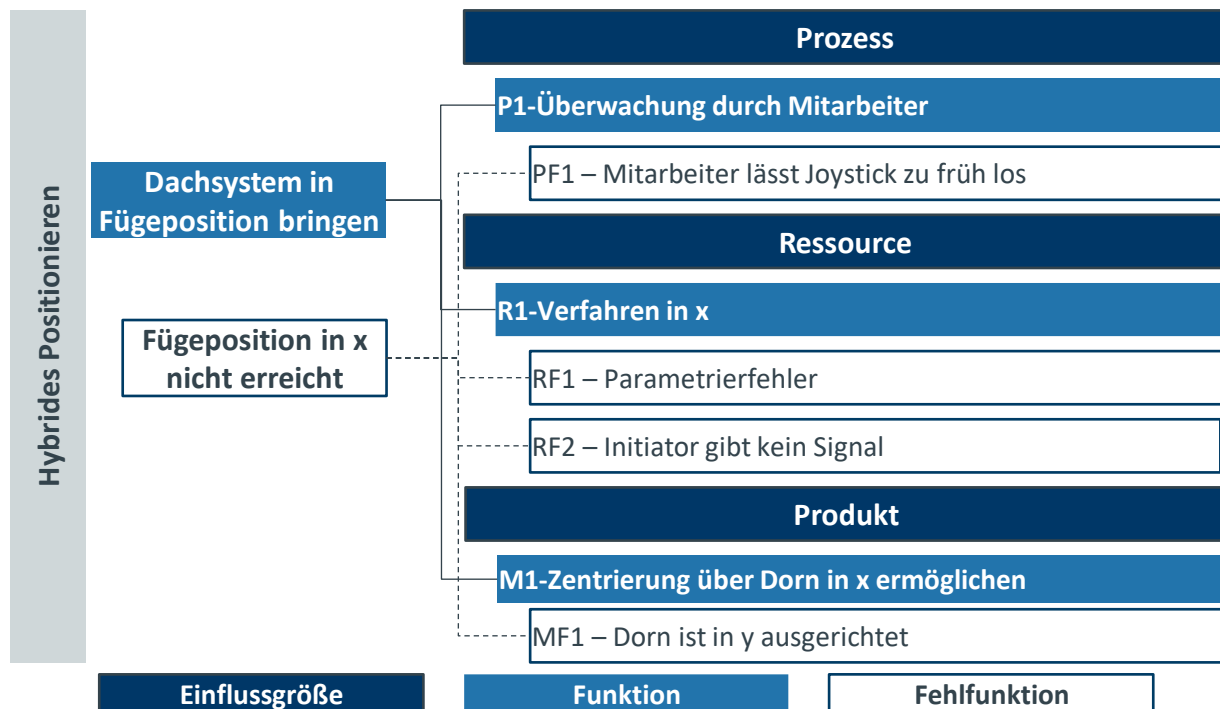 Hybrides Positionieren
Prozess
P1-Überwachung durch Mitarbeiter
PF1 – Mitarbeiter lässt Joystick zu früh los
Dachsystem in
Fügeposition bringen
Ressource
R1-Verfahren in x
Fügeposition in x
nicht erreicht
RF1 – Parametrierfehler
RF2 – Initiator gibt kein Signal
Produkt
M1-Zentrierung über Dorn in x ermöglichen
MF1 – Dorn ist in y ausgerichtet
Einflussgröße
Funktion
Fehlfunktion